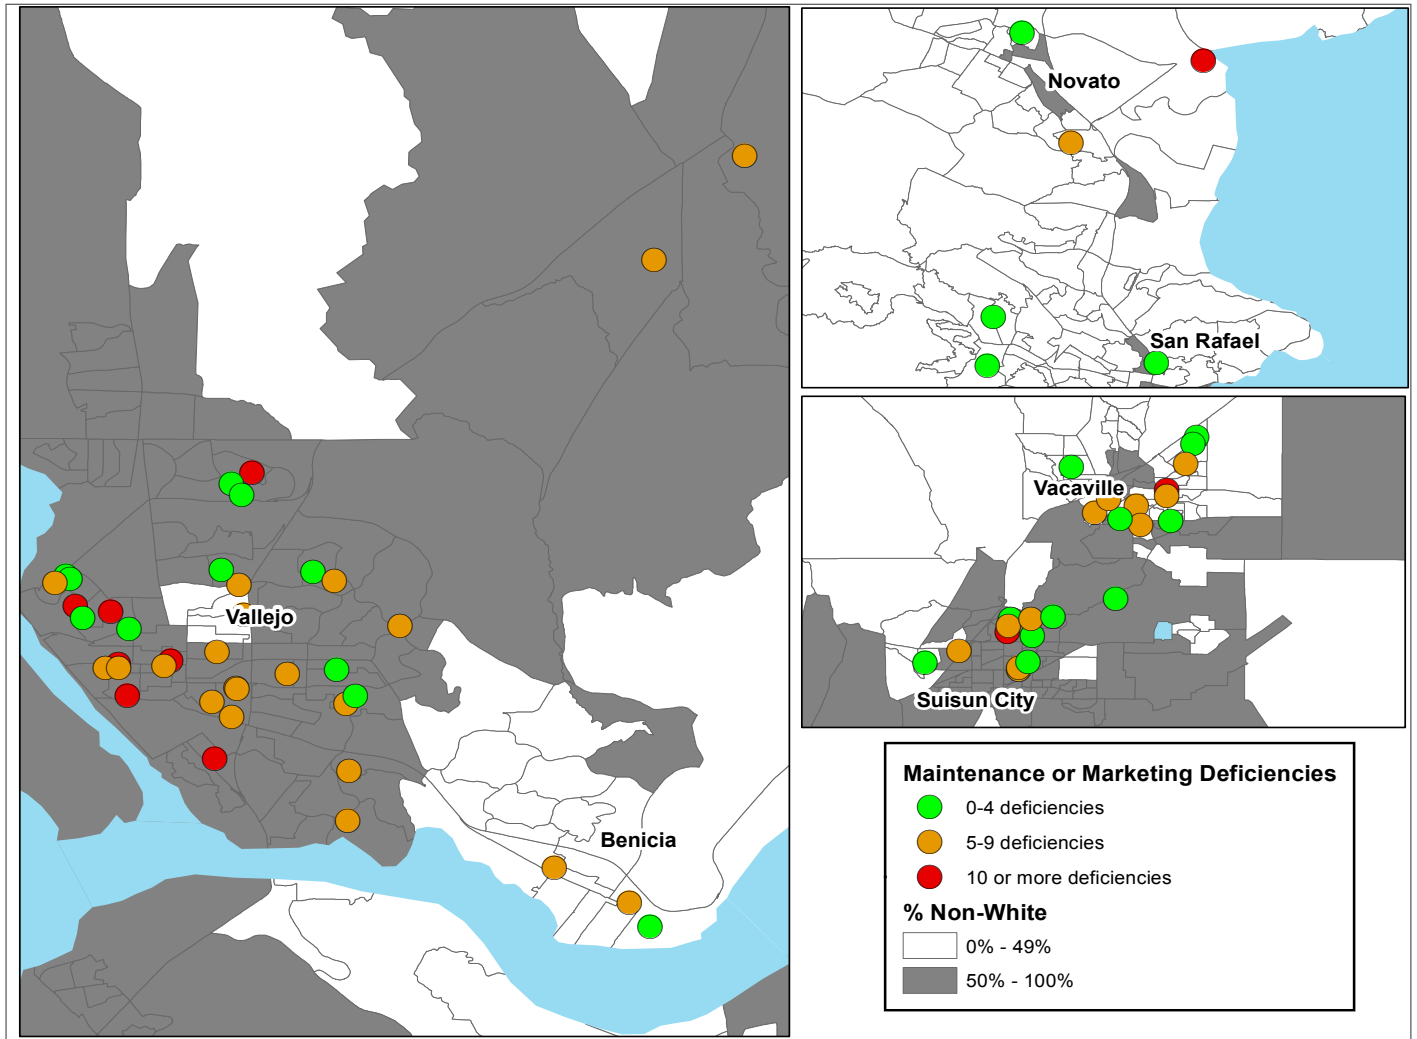 Novato
San Rafael
Vacaville
Suisun City
Vallejo
Benicia
Maintenance or Marketing Deficiencies
0-4 deficiencies
5-9 deficiencies
10 or more deficiencies
% Non-White
0% - 49%
50% - 100%